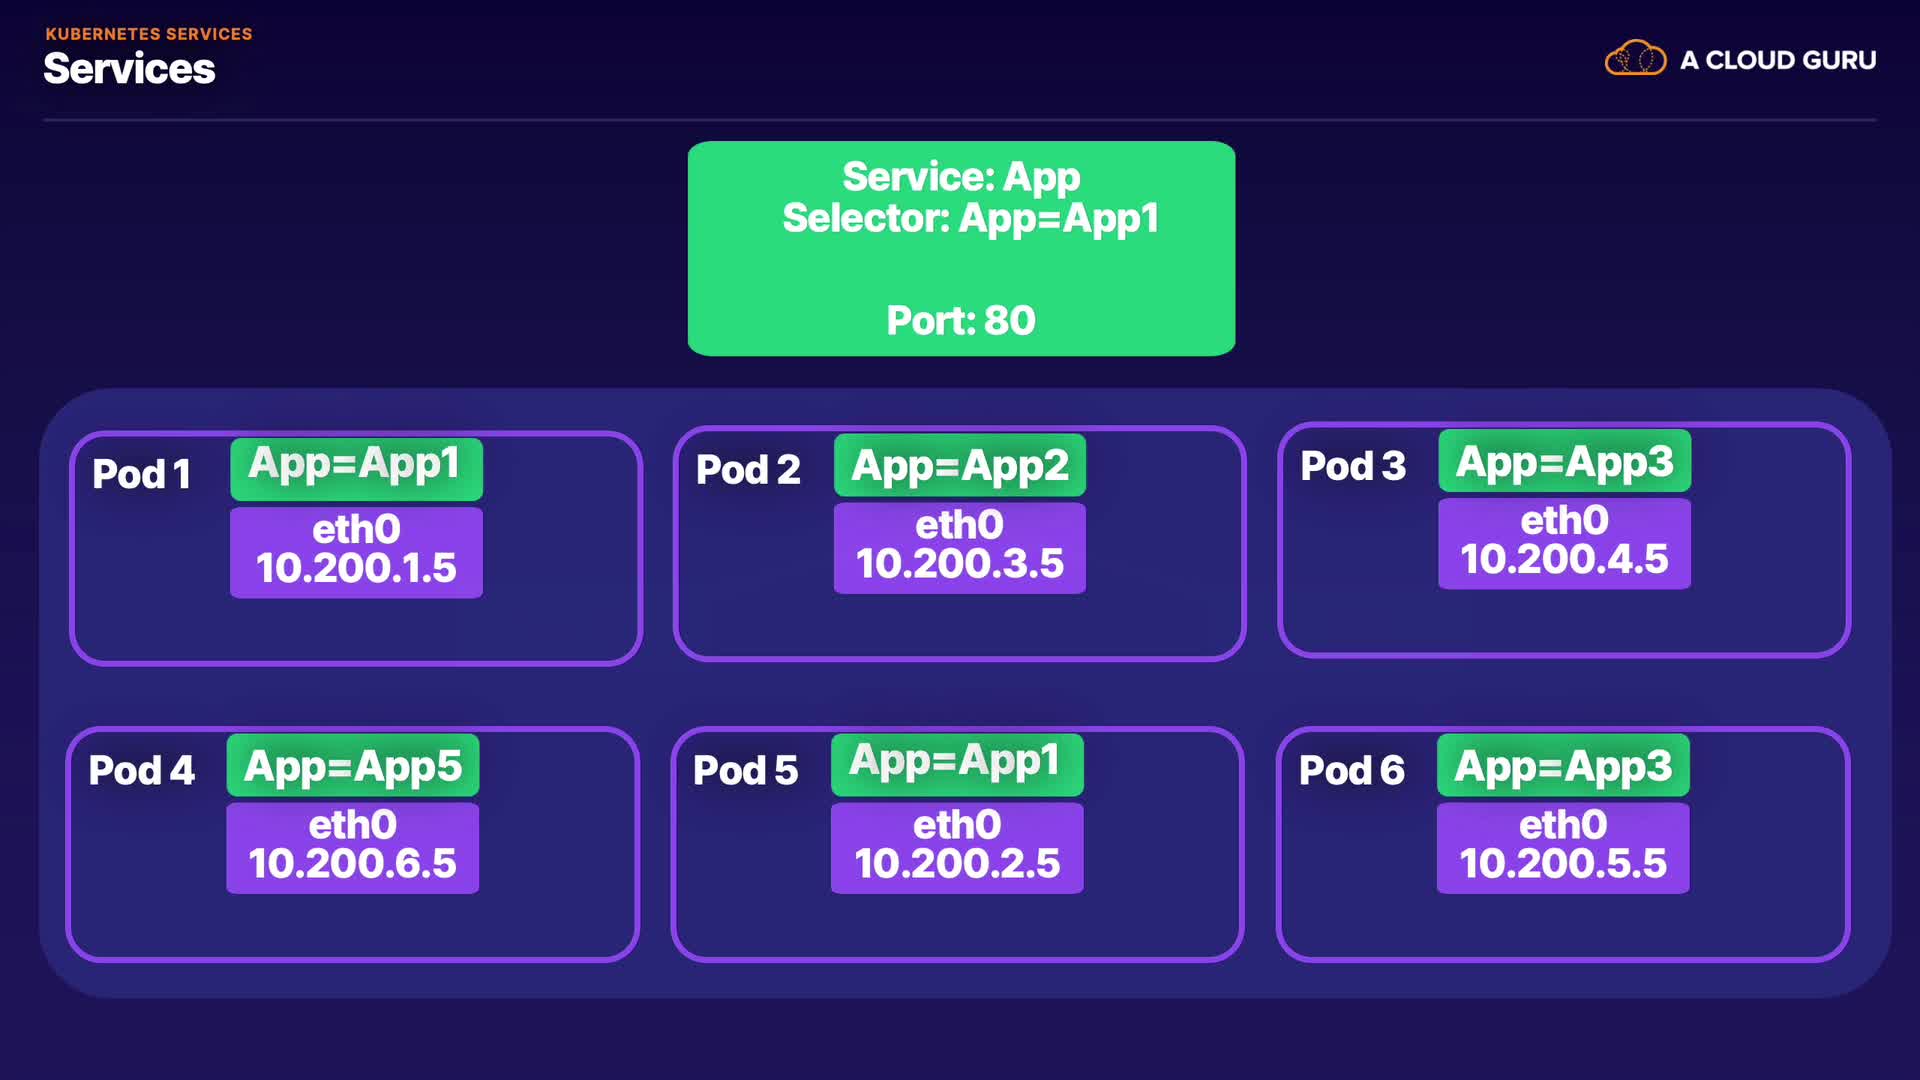 KUBERNETES SERVICES
Services
A CLOUD GURU
Service: App
Selector: App=App1
Port: 80
Pod 1
App=App1
eth0
10.200.1.5
Pod 2
App=App2
eth0
10.200.3.5
Pod 3
App=App3
eth0
10.200.4.5
Pod 4
App=App5
eth0
10.200.6.5
Pod 5
App=App1
eth0
10.200.2.5
Pod 6
App=App3
eth0
10.200.5.5